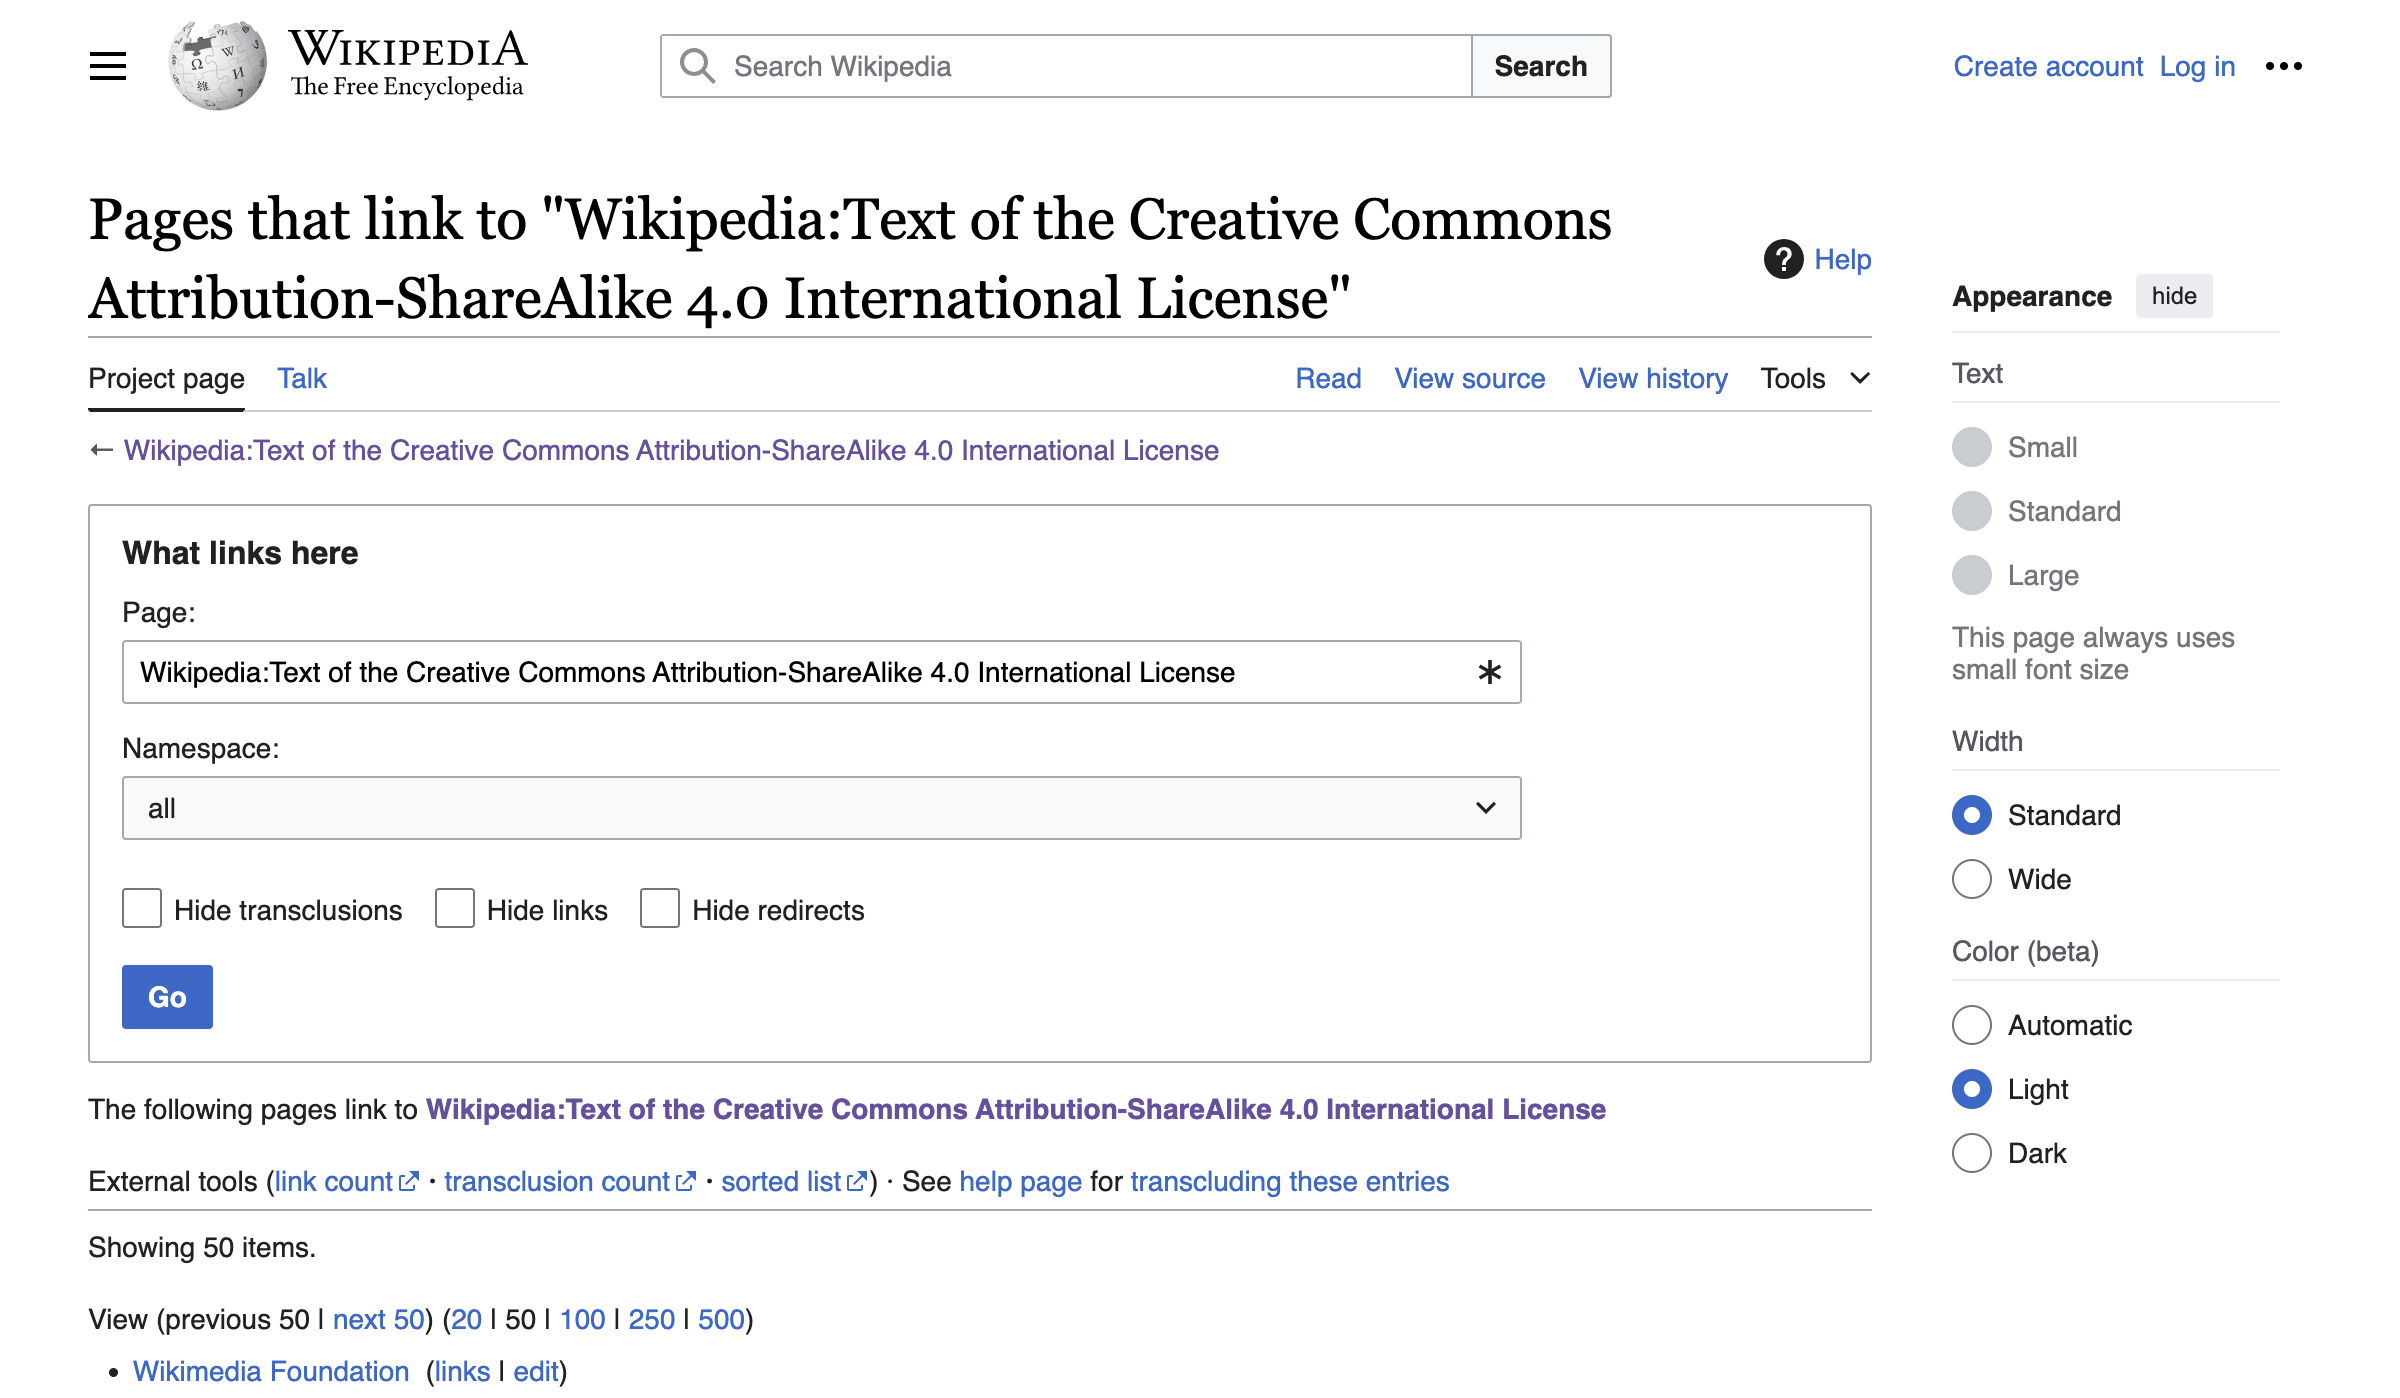 WIKIPEDIA
The Free Encyclopedia
Search Wikipedia
Search
Create account Log in
Pages that link to "Wikipedia:Text of the Creative Commons
Attribution-ShareAlike 4.0 International License"
? Help
Project page Talk
Read View source View history Tools
← Wikipedia:Text of the Creative Commons Attribution-ShareAlike 4.0 International License
What links here
Page:
Wikipedia:Text of the Creative Commons Attribution-ShareAlike 4.0 International License *
Namespace:
all
Hide transclusions Hide links Hide redirects
Go
The following pages link to Wikipedia:Text of the Creative Commons Attribution-ShareAlike 4.0 International License
External tools (link count · transclusion count · sorted list) · See help page for transcluding these entries
Showing 50 items.
View (previous 50 | next 50) (20 | 50 | 100 | 250 | 500)
• Wikimedia Foundation (links | edit)
Appearance hide
Text
Small
Standard
Large
This page always uses
small font size
Width
Standard
Wide
Color (beta)
Automatic
Light
Dark